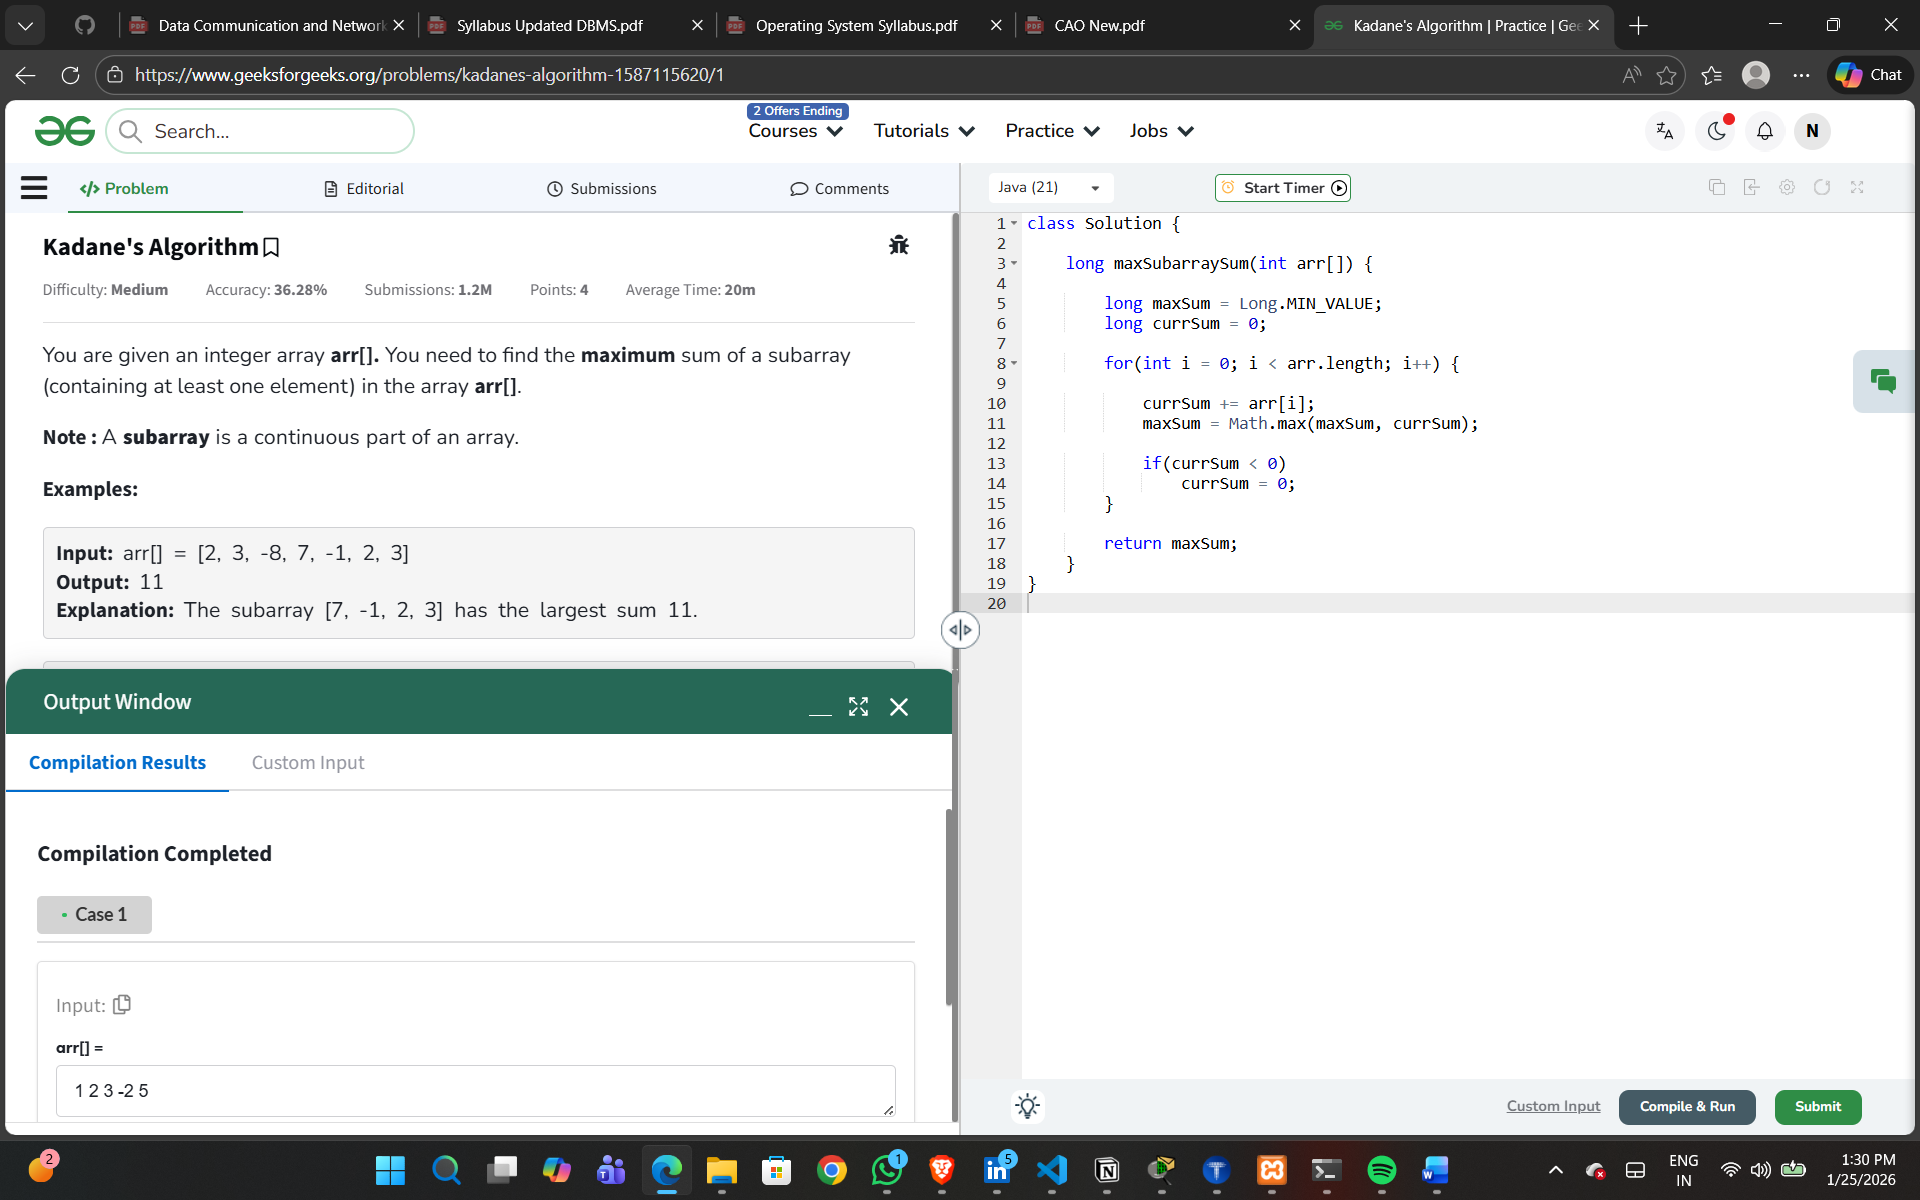 Data Communication and Network
Syllabus Updated DBMS.pdf
Operating System Syllabus.pdf
CAO New.pdf
Kadane's Algorithm | Practice | Gee
https://www.geeksforgeeks.org/problems/kadanes-algorithm-1587115620/1
Chat
Search...
2 Offers Ending
Courses
Tutorials
Practice
Jobs
N
Problem
Editorial
Submissions
Comments
Java (21)
Start Timer
Kadane's Algorithm
Difficulty: Medium
Accuracy: 36.28%
Submissions: 1.2M
Points: 4
Average Time: 20m
You are given an integer array arr[]. You need to find the maximum sum of a subarray
(containing at least one element) in the array arr[].
Note : A subarray is a continuous part of an array.
Examples:
Input: arr[] = [2, 3, -8, 7, -1, 2, 3]
Output: 11
Explanation: The subarray [7, -1, 2, 3] has the largest sum 11.
Output Window
Compilation Results
Custom Input
Compilation Completed
Case 1
Input:
arr[] =
1 2 3 -2 5
1 class Solution {
2
3 long maxSubarraySum(int arr[]) {
4
5 long maxSum = Long.MIN_VALUE;
6 long currSum = 0;
7
8 for(int i = 0; i < arr.length; i++) {
9
10 currSum += arr[i];
11 maxSum = Math.max(maxSum, currSum);
12
13 if(currSum < 0)
14 currSum = 0;
15 }
16
17 return maxSum;
18 }
19 }
20
Custom Input
Compile & Run
Submit
2
1
5
ENG
IN
1:30 PM
1/25/2026